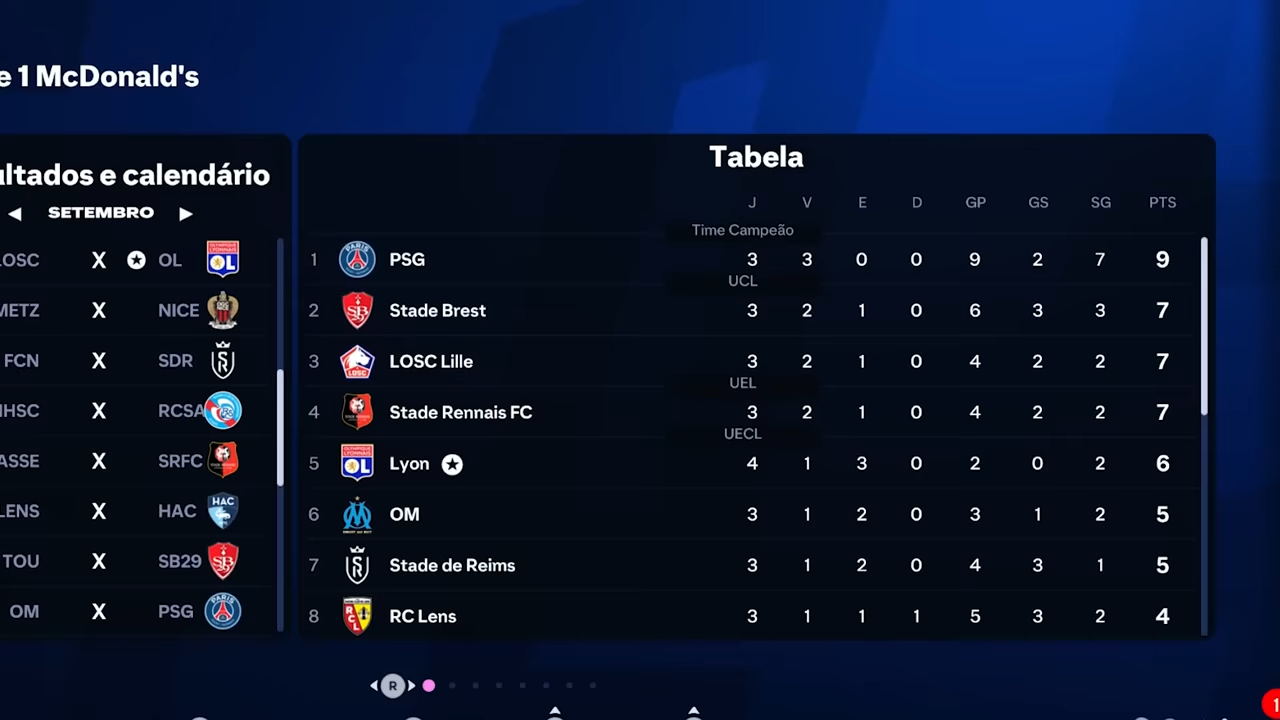 e 1 McDonald's
ultados e calendário
SETEMBRO
LOSC X OL
METZ X NICE
FCN X SDR
MHSC X RCSA
ASSE X SRFC
LENS X HAC
TOU X SB29
OM X PSG
Tabela
J V E D GP GS SG PTS
Time Campeão
1 PSG 3 3 0 0 9 2 7 9
UCL
2 Stade Brest 3 2 1 0 6 3 3 7
3 LOSC Lille 3 2 1 0 4 2 2 7
UEL
4 Stade Rennais FC 3 2 1 0 4 2 2 7
UECL
5 Lyon 4 1 3 0 2 0 2 6
6 OM 3 1 2 0 3 1 2 5
7 Stade de Reims 3 1 2 0 4 3 1 5
8 RC Lens 3 1 1 1 5 3 2 4
R
1